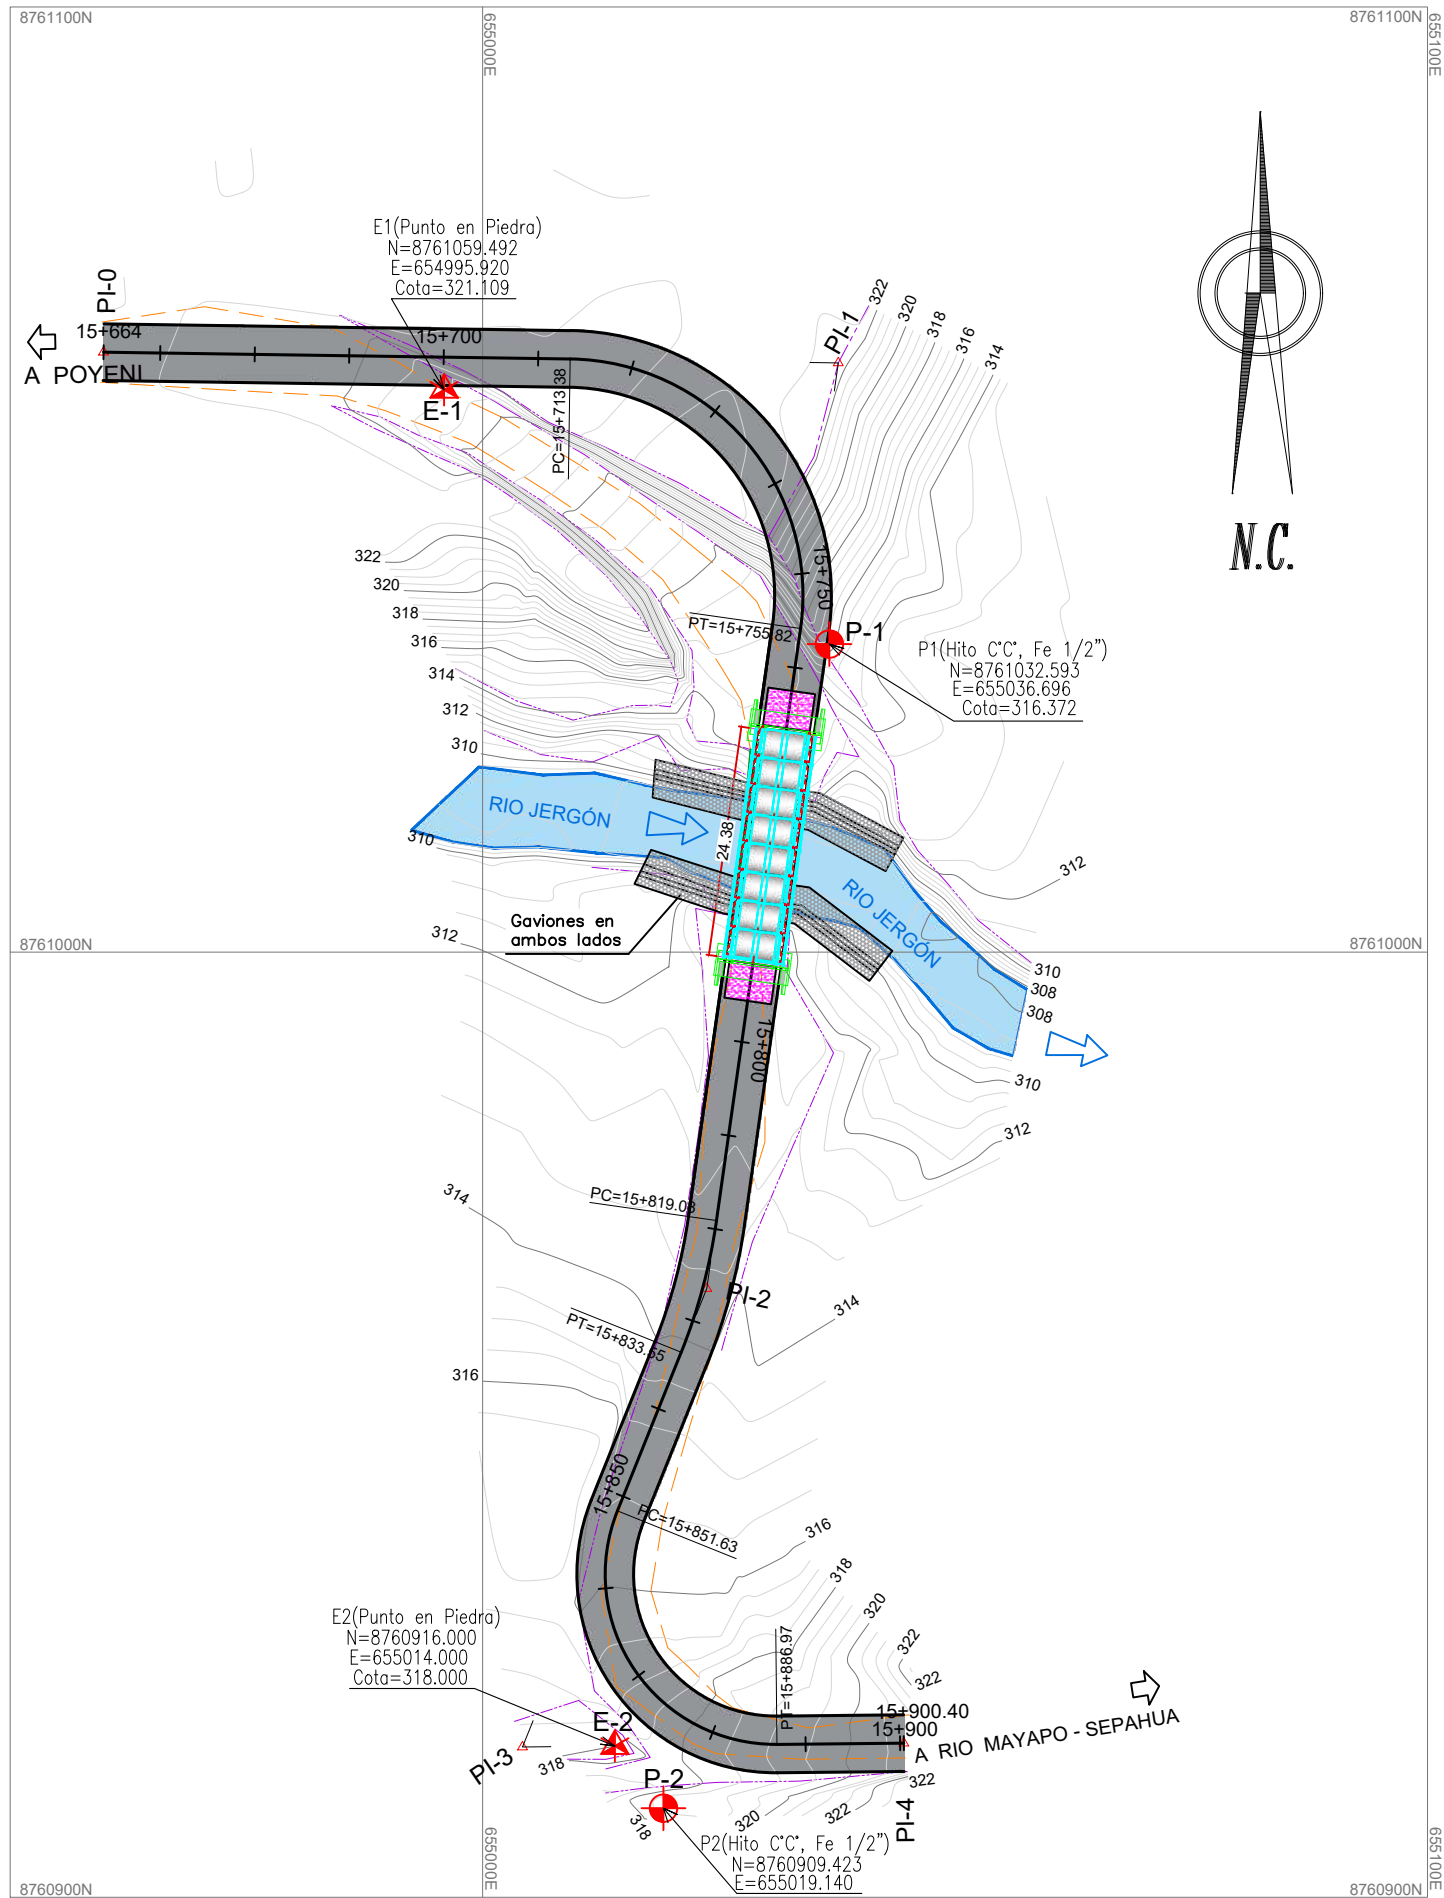 8761100N
8761100N
655000E
655100E
E1(Punto en Piedra)
N=8761059.492
E=654995.920
Cota=321.109
PI-0
15+664
15+700
A POYENI
E-1
PC=15+713.38
PI-1
322
320
318
316
314
N.C.
15+750
PT=15+755.82
P-1
P1(Hito C°C°, Fe 1/2")
N=8761032.593
E=655036.696
Cota=316.372
322
320
318
316
314
312
310
RIO JERGÓN
310
24.38
312
RIO JERGÓN
Gaviones en
ambos lados
312
8761000N
8761000N
310
308
308
310
312
15+800
314
PC=15+819.03
PI-2
314
PT=15+833.65
316
15+850
PC=15+851.63
316
318
320
322
322
E2(Punto en Piedra)
N=8760916.000
E=655014.000
Cota=318.000
PT=15+886.97
15+900.40
15+900
A RIO MAYAPO - SEPAHUA
E-2
PI-3
318
P-2
322
322
320
318
PI-4
P2(Hito C°C°, Fe 1/2")
N=8760909.423
E=655019.140
655000E
655100E
8760900N
8760900N